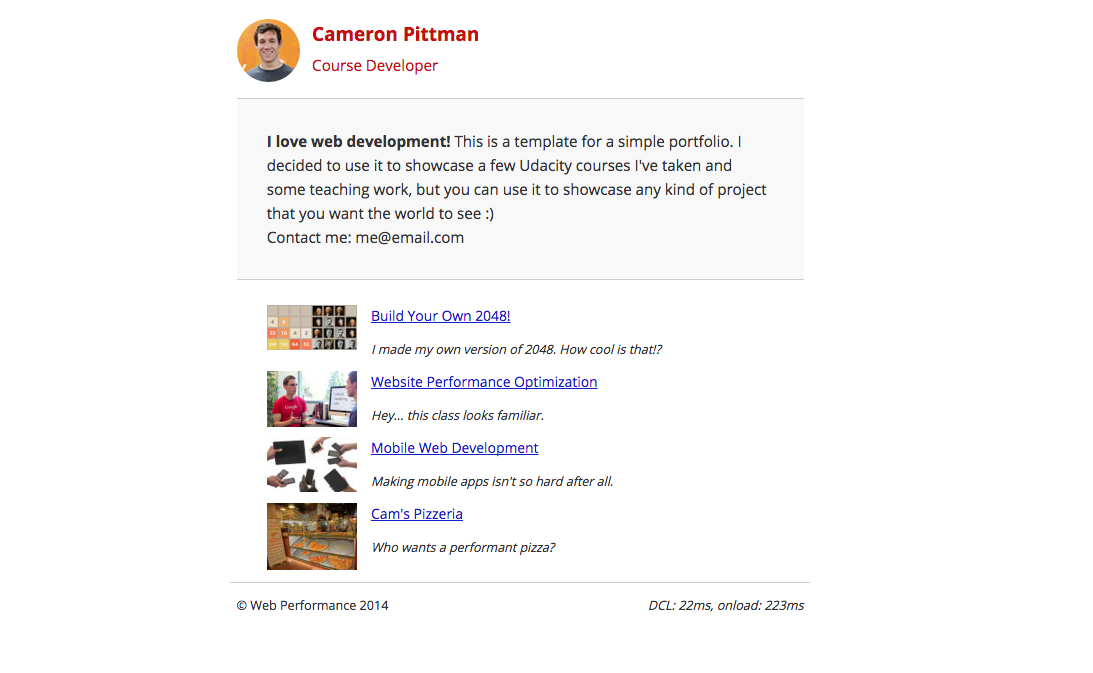 Cameron Pittman
Course Developer
I love web development! This is a template for a simple portfolio. I
decided to use it to showcase a few Udacity courses I've taken and
some teaching work, but you can use it to showcase any kind of project
that you want the world to see :)
Contact me: me@email.com
Build Your Own 2048!
I made my own version of 2048. How cool is that!?
Website Performance Optimization
Hey... this class looks familiar.
Mobile Web Development
Making mobile apps isn't so hard after all.
Cam's Pizzeria
Who wants a performant pizza?
© Web Performance 2014
DCL: 22ms, onload: 223ms